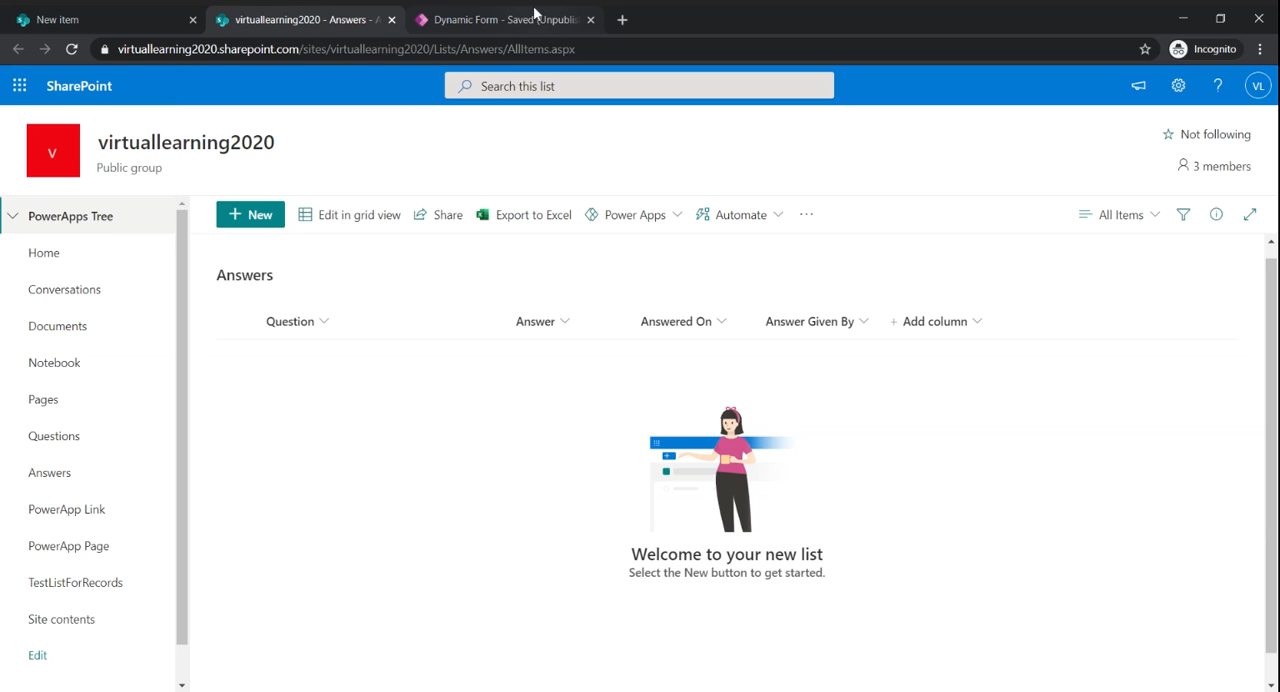 New item
virtuallearning2020 - Answers - A
Dynamic Form - Saved (Unpublis
virtuallearning2020.sharepoint.com/sites/virtuallearning2020/Lists/Answers/AllItems.aspx
Incognito
SharePoint
Search this list
VL
V
virtuallearning2020
Public group
Not following
3 members
PowerApps Tree
Home
Conversations
Documents
Notebook
Pages
Questions
Answers
PowerApp Link
PowerApp Page
TestListForRecords
Site contents
Edit
+ New
Edit in grid view
Share
Export to Excel
Power Apps
Automate
...
All Items
Answers
Question
Answer
Answered On
Answer Given By
+ Add column
Welcome to your new list
Select the New button to get started.